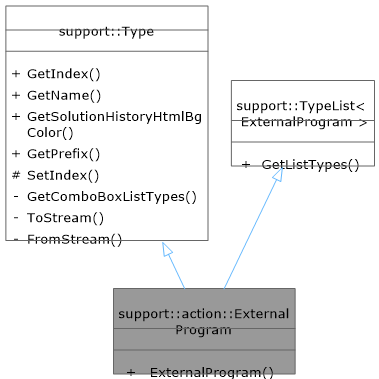 support::Type
+ GetIndex()
+ GetName()
+ GetSolutionHistoryHtmlBg
Color()
+ GetPrefix()
# SetIndex()
- GetComboBoxListTypes()
- ToStream()
- FromStream()
support::TypeList<
ExternalProgram >
+ GetListTypes()
support::action::External
Program
+ ExternalProgram()